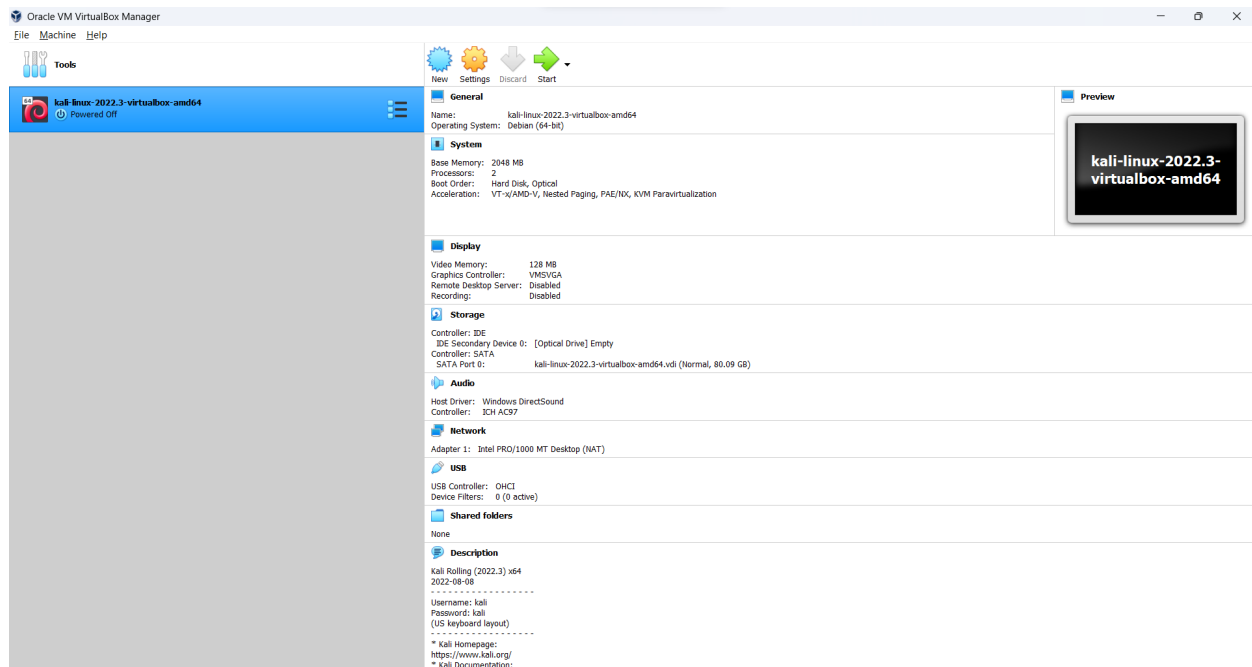 Oracle VM VirtualBox Manager
File Machine Help
Tools
New Settings Discard Start
64
kali-linux-2022.3-virtualbox-amd64
Powered Off
General
Name: kali-linux-2022.3-virtualbox-amd64
Operating System: Debian (64-bit)
Preview
kali-linux-2022.3-
virtualbox-amd64
System
Base Memory: 2048 MB
Processors: 2
Boot Order: Hard Disk, Optical
Acceleration: VT-x/AMD-V, Nested Paging, PAE/NX, KVM Paravirtualization
Display
Video Memory: 128 MB
Graphics Controller: VMSVGA
Remote Desktop Server: Disabled
Recording: Disabled
Storage
Controller: IDE
IDE Secondary Device 0: [Optical Drive] Empty
Controller: SATA
SATA Port 0: kali-linux-2022.3-virtualbox-amd64.vdi (Normal, 80.09 GB)
Audio
Host Driver: Windows DirectSound
Controller: ICH AC97
Network
Adapter 1: Intel PRO/1000 MT Desktop (NAT)
USB
USB Controller: OHCI
Device Filters: 0 (0 active)
Shared folders
None
Description
Kali Rolling (2022.3) x64
2022-08-08
- - - - - - - - - - - - - - - - - -
Username: kali
Password: kali
(US keyboard layout)
- - - - - - - - - - - - - - - - - -
* Kali Homepage:
https://www.kali.org/
* Kali Documentation: